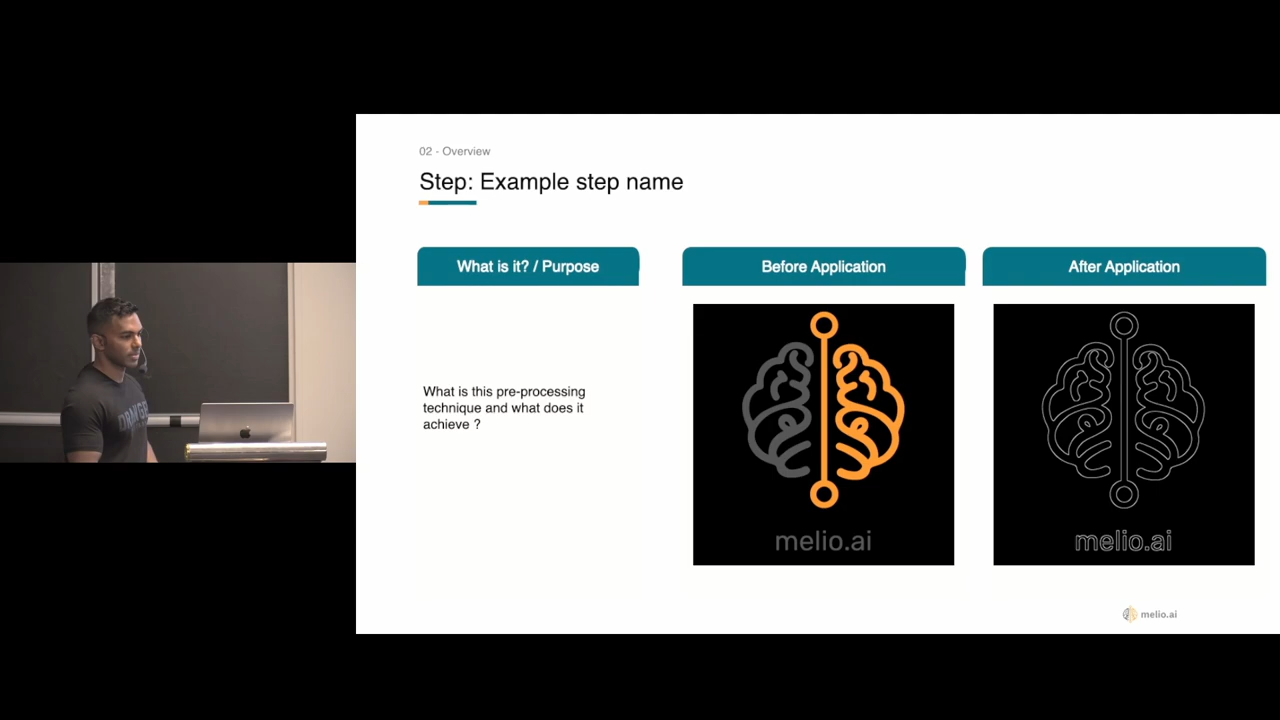 02 - Overview
Step: Example step name
What is it? / Purpose
Before Application
After Application
What is this pre-processing
technique and what does it
achieve ?
melio.ai
melio.ai
melio.ai